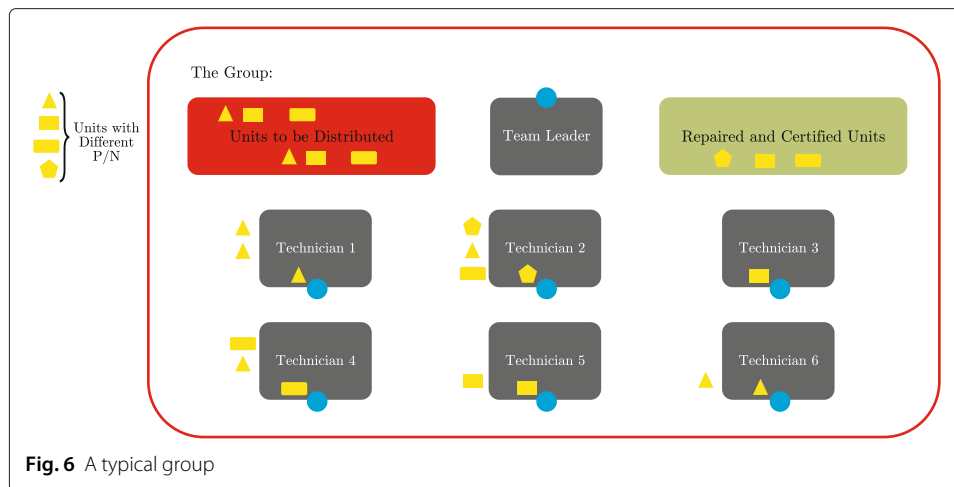 The Group:
Units with
Different
P/N
Units to be Distributed
Team Leader
Repaired and Certified Units
Technician 1
Technician 2
Technician 3
Technician 4
Technician 5
Technician 6
Fig. 6 A typical group